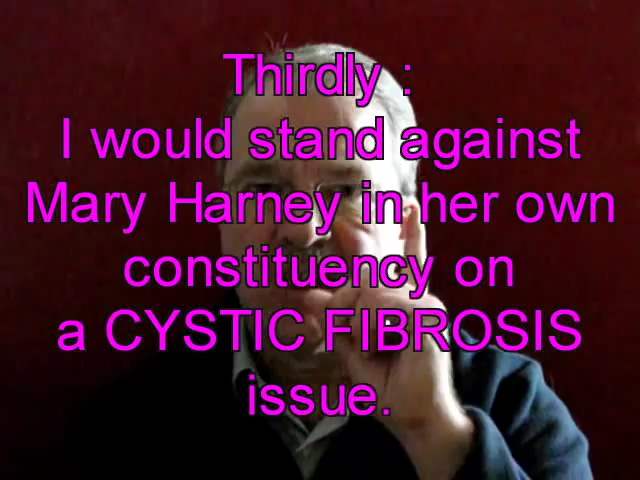 Thirdly :
I would stand against
Mary Harney in her own
constituency on
a CYSTIC FIBROSIS
issue.